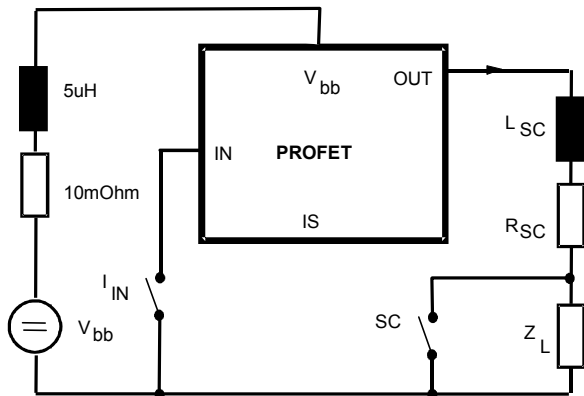 5uH
10mOhm
V bb
I IN
V bb
OUT
IN
PROFET
IS
L SC
R SC
SC
Z L